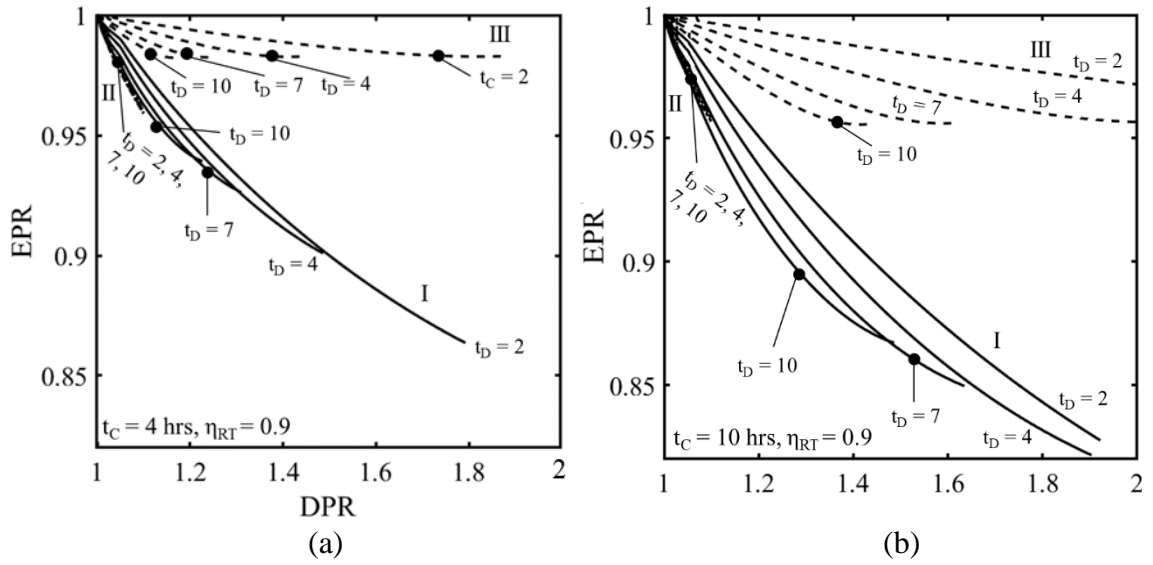 1
0.95
0.9
0.85
EPR
1
1.2
1.4
1.6
1.8
2
DPR
III
t_D = 10
t_D = 7
t_D = 4
t_C = 2
II
t_D = 10
t_D = 2, 4,
7, 10
t_D = 7
t_D = 4
I
t_D = 2
t_C = 4 hrs, η_RT = 0.9
(a)
1
0.95
0.9
0.85
EPR
1
1.2
1.4
1.6
1.8
2
III
t_D = 2
t_D = 4
t_D = 7
t_D = 10
II
t_D = 2, 4,
7, 10
I
t_D = 10
t_D = 2
t_D = 7
t_D = 4
t_C = 10 hrs, η_RT = 0.9
(b)